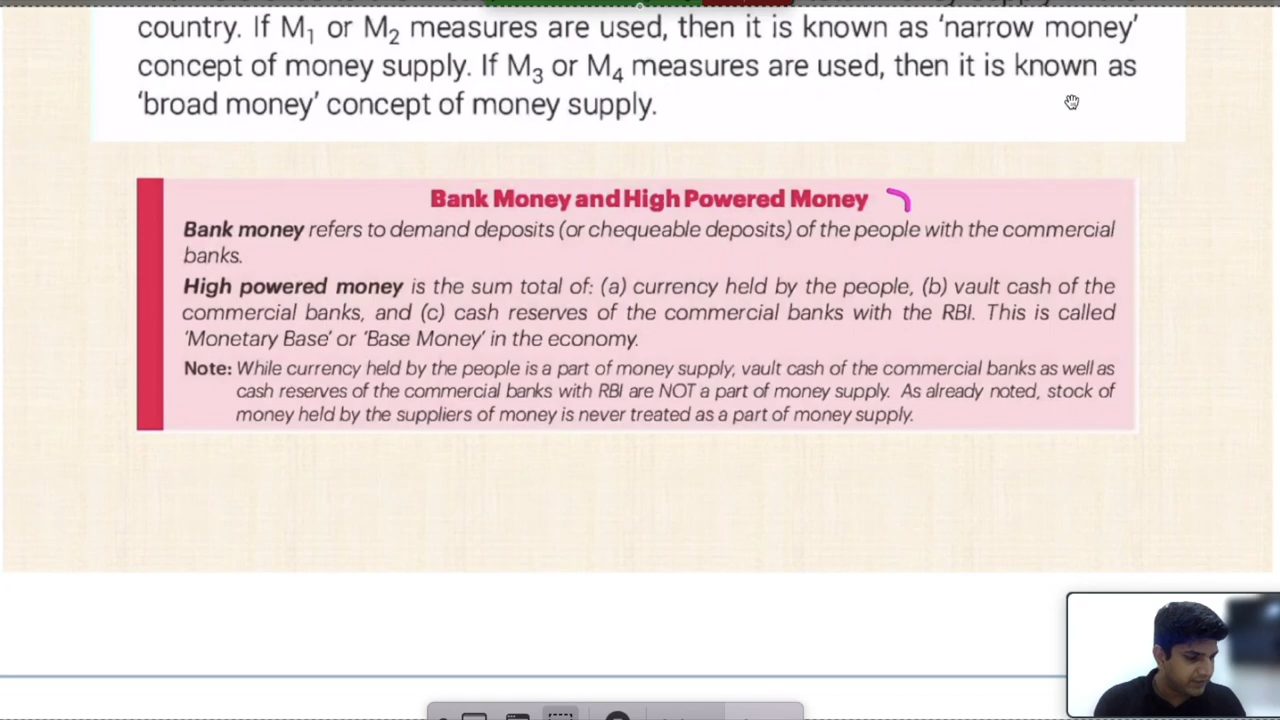 country. If M₁ or M₂ measures are used, then it is known as ‘narrow money’
concept of money supply. If M₃ or M₄ measures are used, then it is known as
‘broad money’ concept of money supply.
Bank Money and High Powered Money
Bank money refers to demand deposits (or chequeable deposits) of the people with the commercial
banks.
High powered money is the sum total of: (a) currency held by the people, (b) vault cash of the
commercial banks, and (c) cash reserves of the commercial banks with the RBI. This is called
‘Monetary Base’ or ‘Base Money’ in the economy.
Note: While currency held by the people is a part of money supply, vault cash of the commercial banks as well as
cash reserves of the commercial banks with RBI are NOT a part of money supply. As already noted, stock of
money held by the suppliers of money is never treated as a part of money supply.